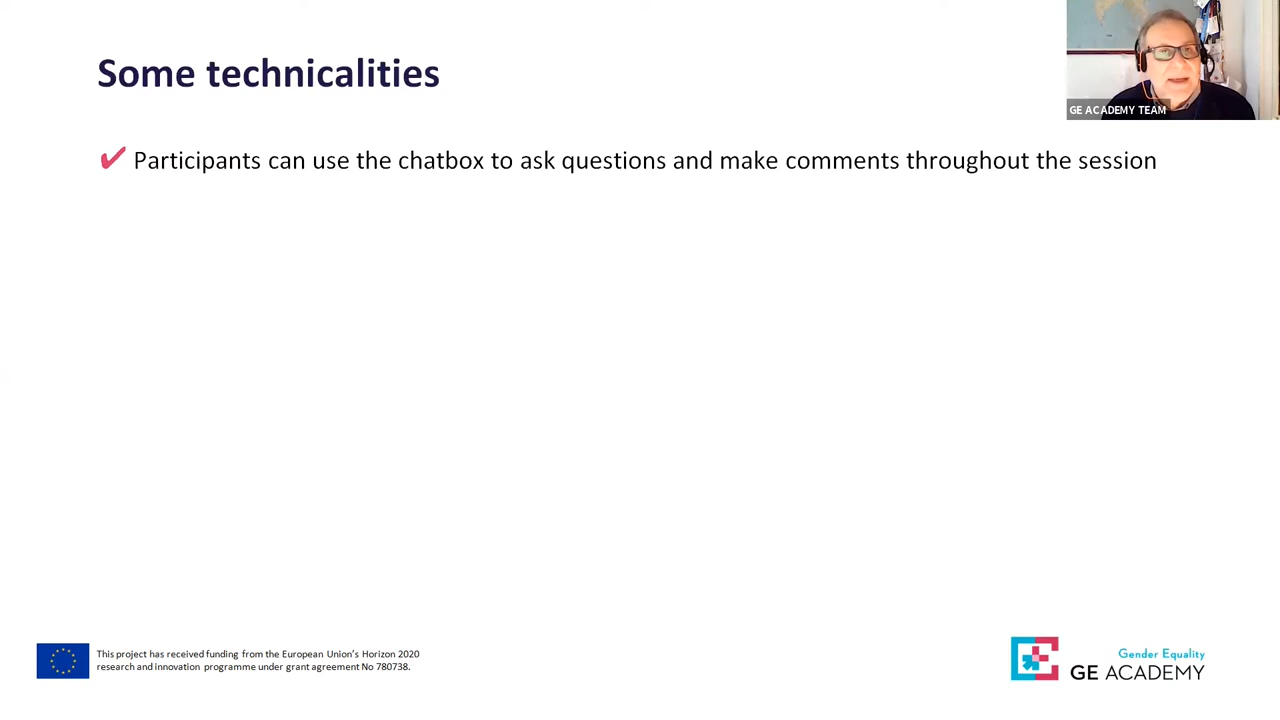 Some technicalities
GE ACADEMY TEAM
✔ Participants can use the chatbox to ask questions and make comments throughout the session
This project has received funding from the European Union's Horizon 2020
research and innovation programme under grant agreement No 780738.
Gender Equality
GE ACADEMY